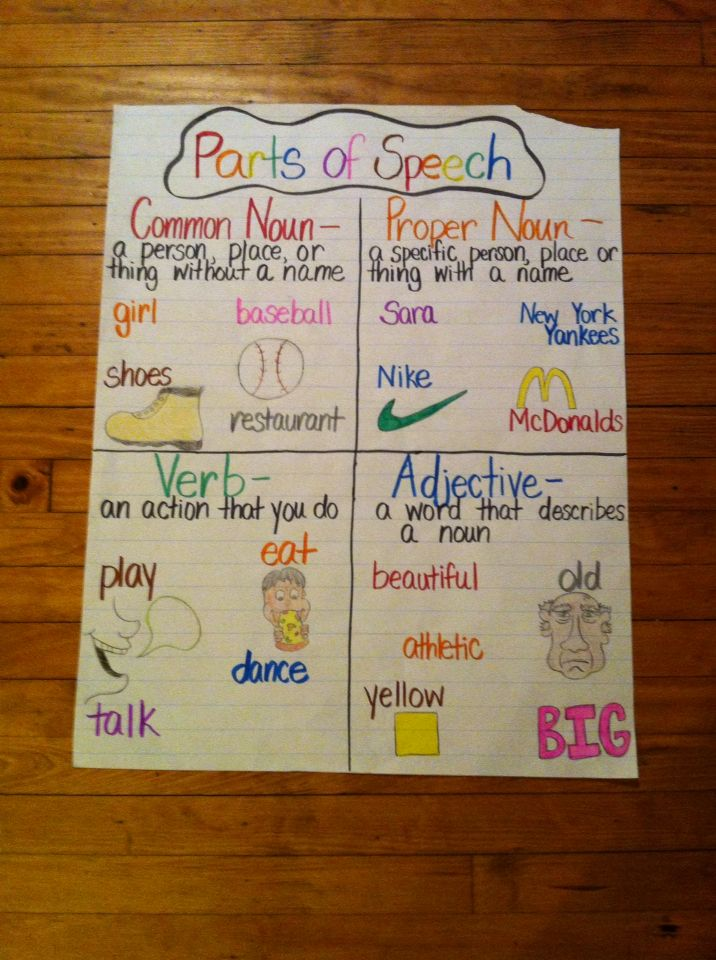 Parts of Speech
Common Noun-
a person, place, or
thing without a name
girl
baseball
shoes
restaurant
Proper Noun-
a specific person, place or
thing with a name
Sara
New York
Yankees
Nike
McDonalds
Verb-
an action that you do
eat
play
dance
talk
Adjective-
a word that describes
a noun
beautiful
old
athletic
yellow
BIG